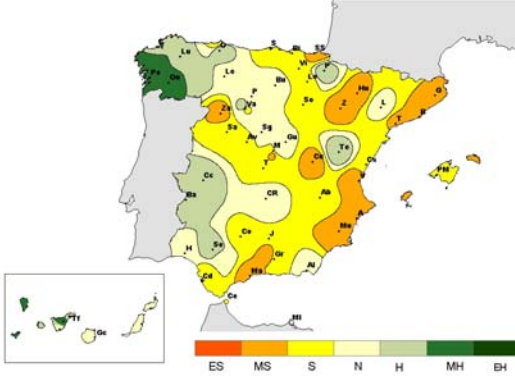 C Lu O S Bi SS
Po Ou Le Vi P
Bu Lo Hu
P So Z L G
Za Va B
Sa Sg T
Av Gu
M Te
T Cu Cs
Cc V PM
Ba CR Ab
A
Mu
Co J
H Se
Gr Al
Cd Ma
Ce
Ml
Tf Gc
ES MS S N H MH EH